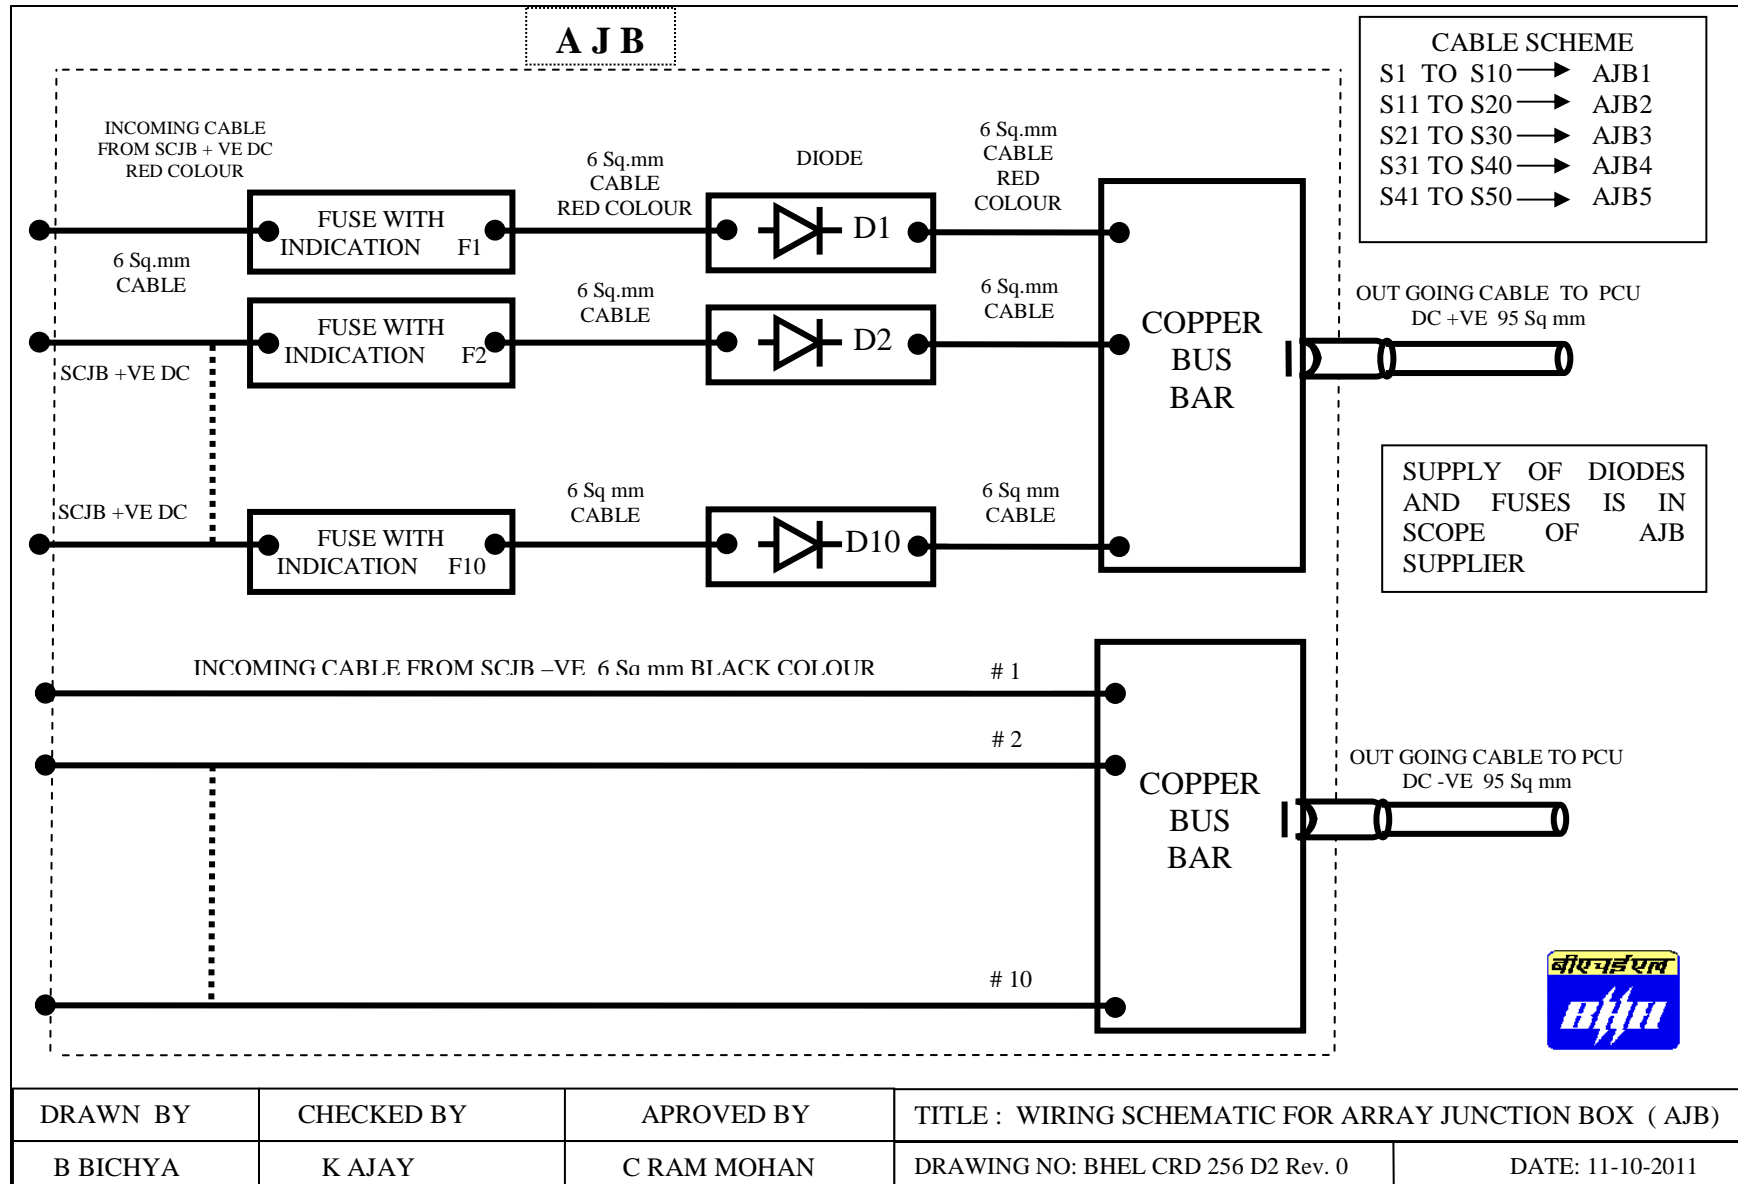 A J B
CABLE SCHEME
S1 TO S10 AJB1
S11 TO S20 AJB2
S21 TO S30 AJB3
S31 TO S40 AJB4
S41 TO S50 AJB5
INCOMING CABLE
FROM SCJB + VE DC
RED COLOUR
6 Sq.mm
CABLE
RED COLOUR
DIODE
6 Sq.mm
CABLE
RED
COLOUR
FUSE WITH
INDICATION F1
D1
6 Sq.mm
CABLE
6 Sq.mm
CABLE
6 Sq.mm
CABLE
FUSE WITH
INDICATION F2
D2
SCJB +VE DC
COPPER
BUS
BAR
OUT GOING CABLE TO PCU
DC +VE 95 Sq mm
SCJB +VE DC
6 Sq mm
CABLE
6 Sq mm
CABLE
FUSE WITH
INDICATION F10
D10
SUPPLY OF DIODES
AND FUSES IS IN
SCOPE OF AJB
SUPPLIER
INCOMING CABLE FROM SCJB –VE 6 Sq mm BLACK COLOUR
# 1
# 2
# 10
COPPER
BUS
BAR
OUT GOING CABLE TO PCU
DC -VE 95 Sq mm
बीएचईएल
DRAWN BY
CHECKED BY
APROVED BY
TITLE : WIRING SCHEMATIC FOR ARRAY JUNCTION BOX ( AJB)
B BICHYA
K AJAY
C RAM MOHAN
DRAWING NO: BHEL CRD 256 D2 Rev. 0
DATE: 11-10-2011